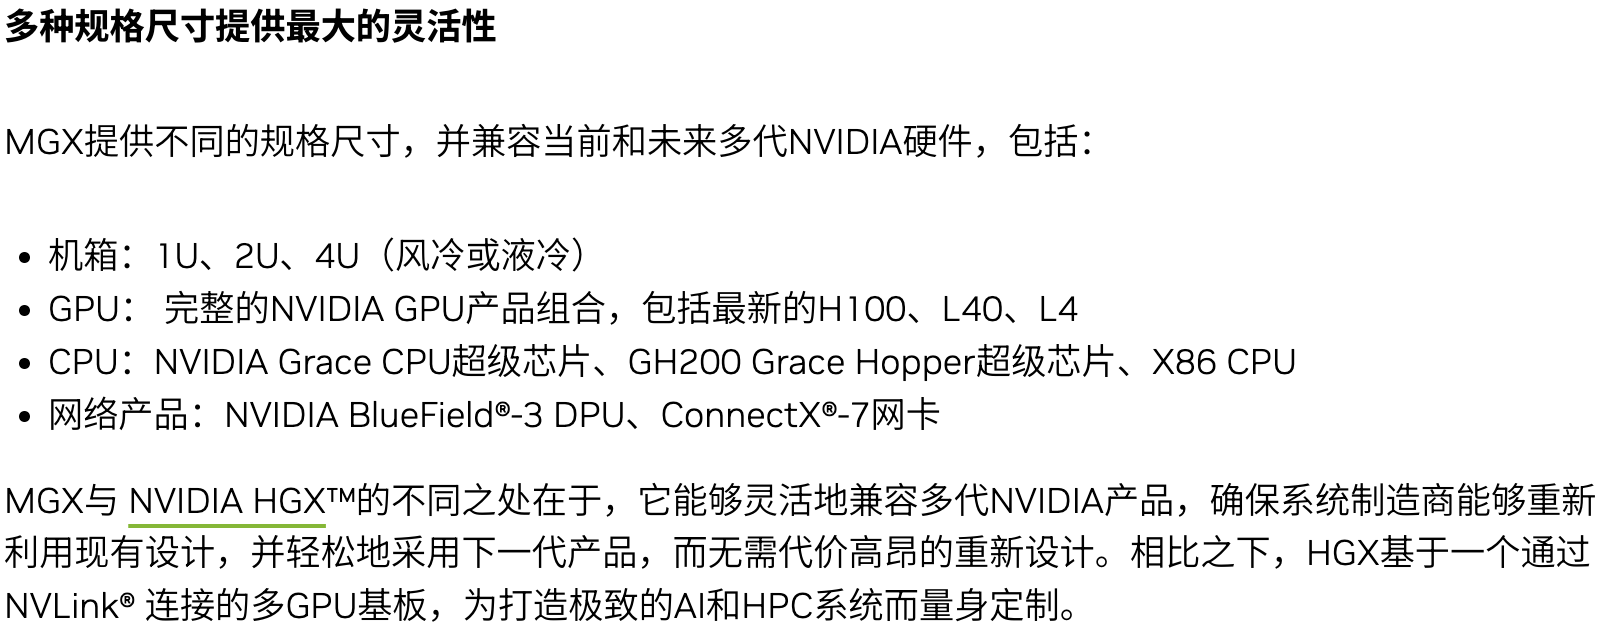 多种规格尺寸提供最大的灵活性
MGX提供不同的规格尺寸，并兼容当前和未来多代NVIDIA硬件，包括：
• 机箱：1U、2U、4U（风冷或液冷）
• GPU： 完整的NVIDIA GPU产品组合，包括最新的H100、L40、L4
• CPU：NVIDIA Grace CPU超级芯片、GH200 Grace Hopper超级芯片、X86 CPU
• 网络产品：NVIDIA BlueField®-3 DPU、ConnectX®-7网卡
MGX与 NVIDIA HGX™的不同之处在于，它能够灵活地兼容多代NVIDIA产品，确保系统制造商能够重新
利用现有设计，并轻松地采用下一代产品，而无需代价高昂的重新设计。相比之下，HGX基于一个通过
NVLink® 连接的多GPU基板，为打造极致的AI和HPC系统而量身定制。